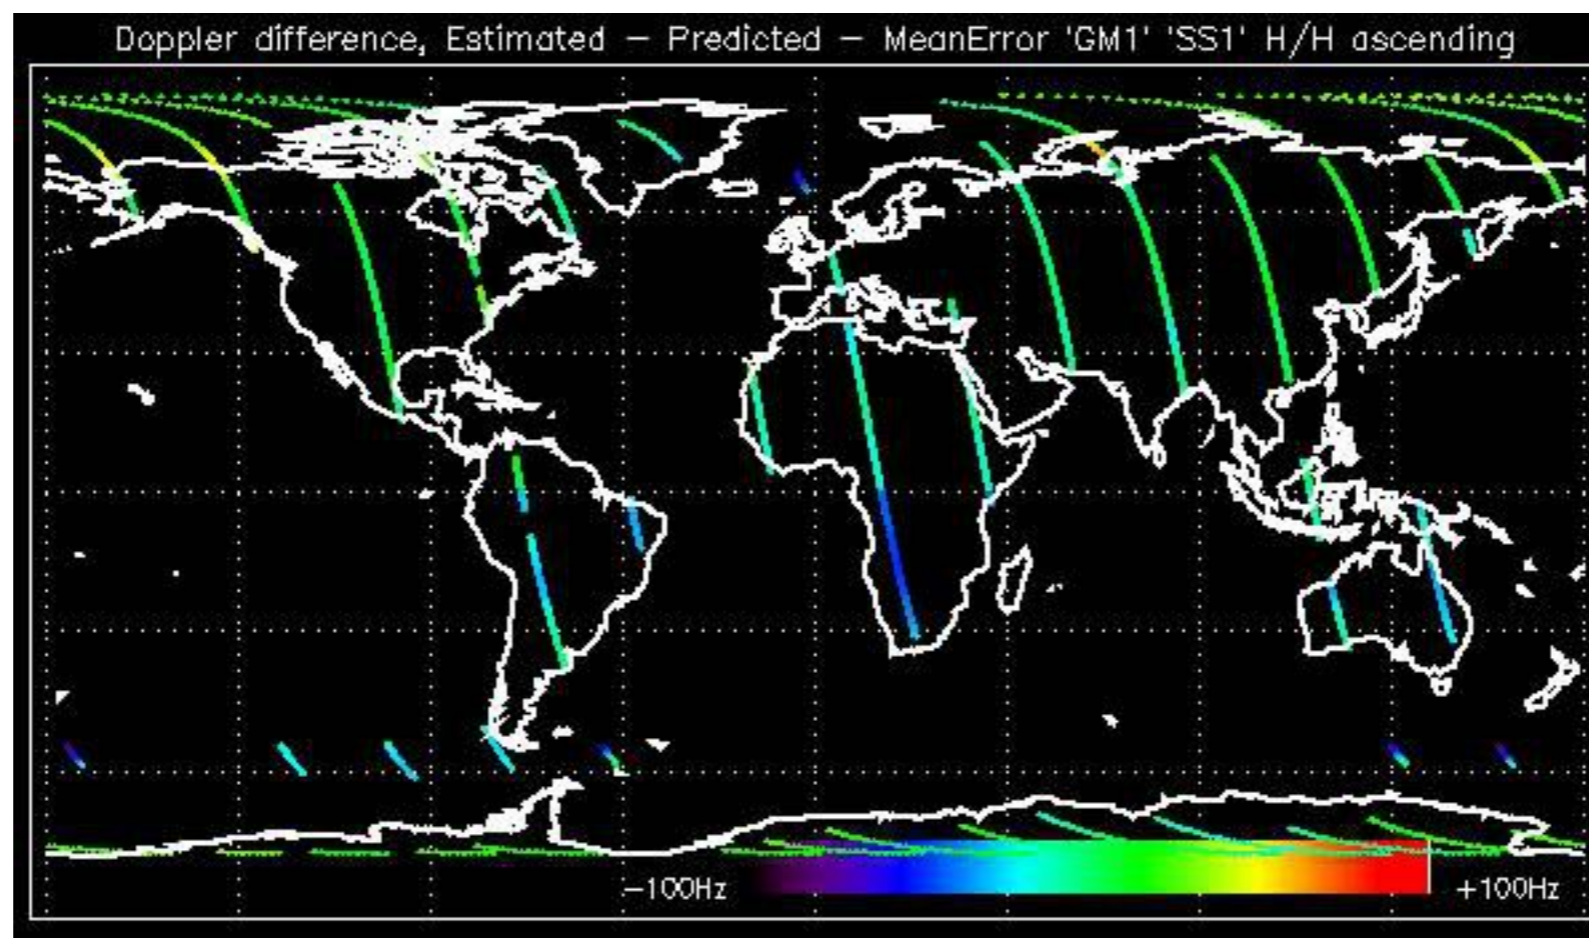 Doppler difference, Estimated - Predicted - MeanError 'GM1' 'SS1' H/H ascending
-100Hz +100Hz